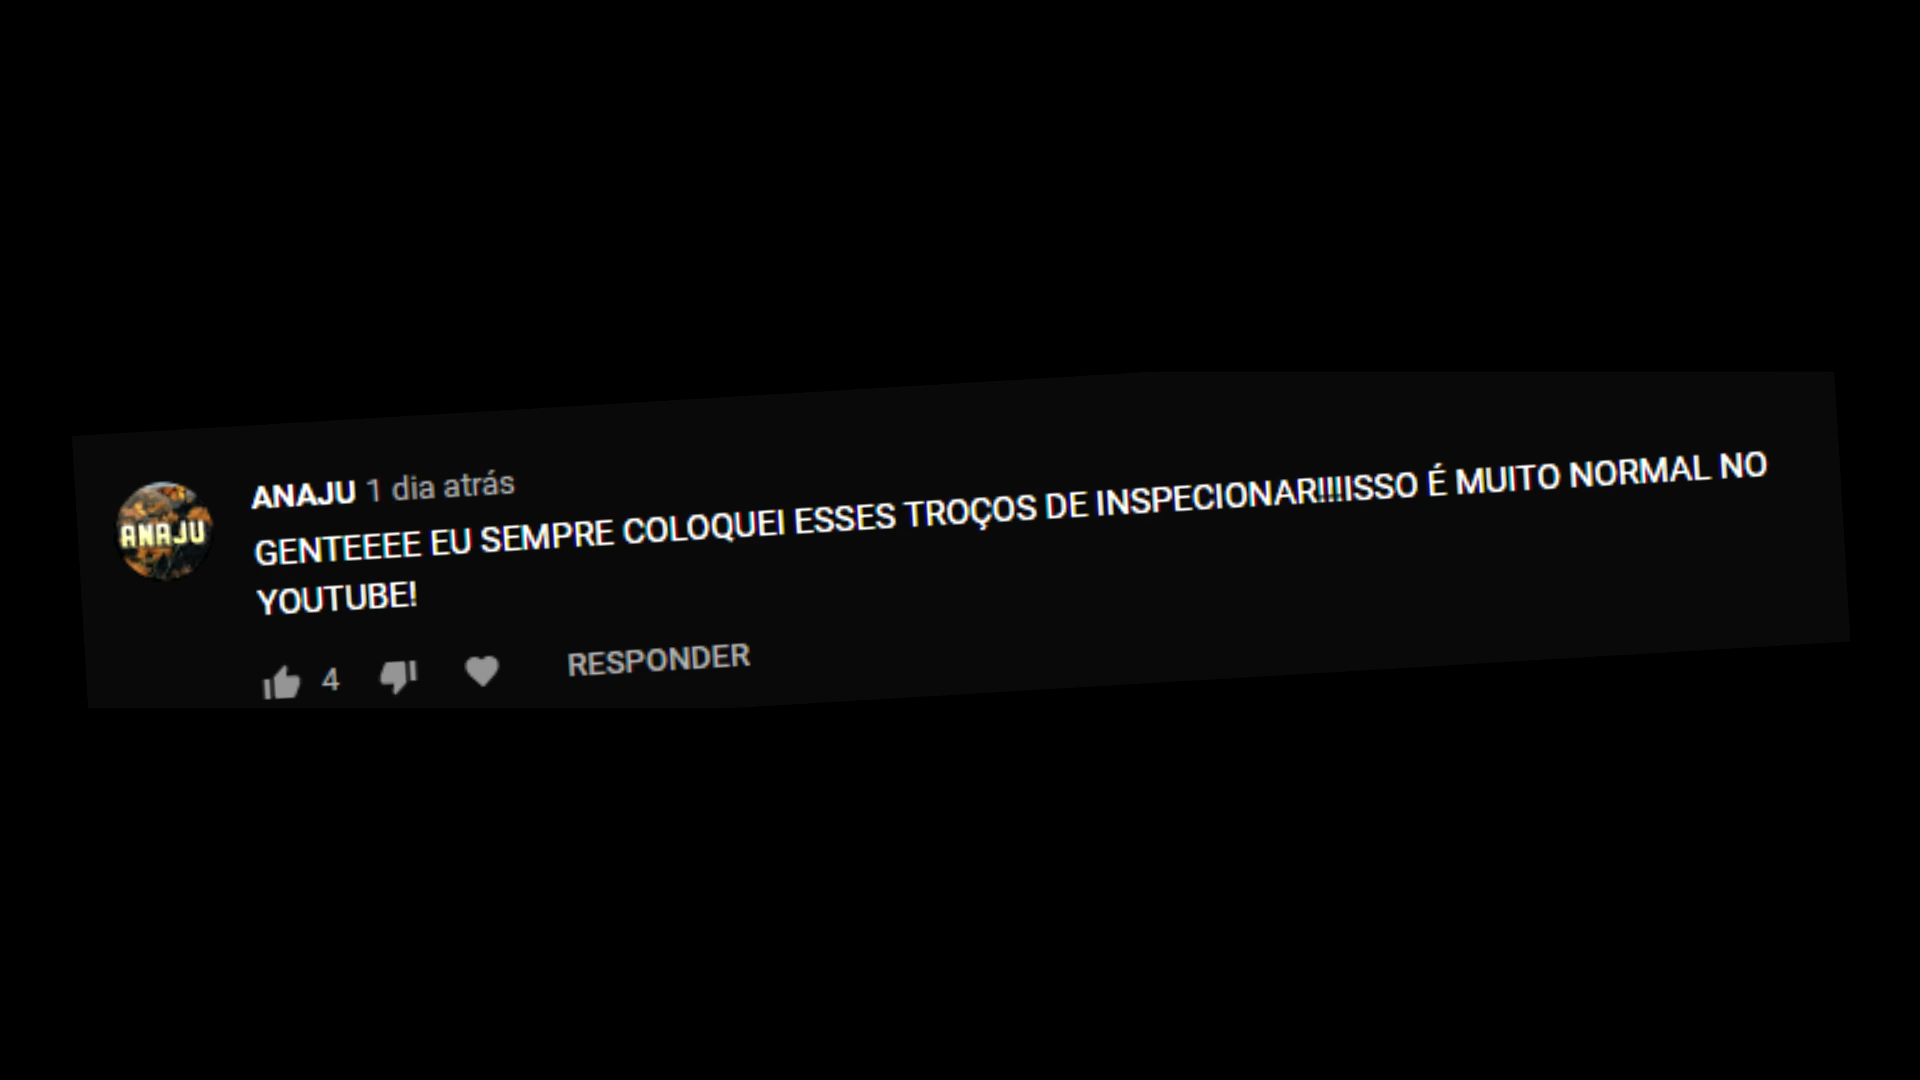 ANAJU 1 dia atrás
ANAJU
GENTEEEE EU SEMPRE COLOQUEI ESSES TROÇOS DE INSPECIONAR!!!!ISSO É MUITO NORMAL NO
YOUTUBE!
4 RESPONDER